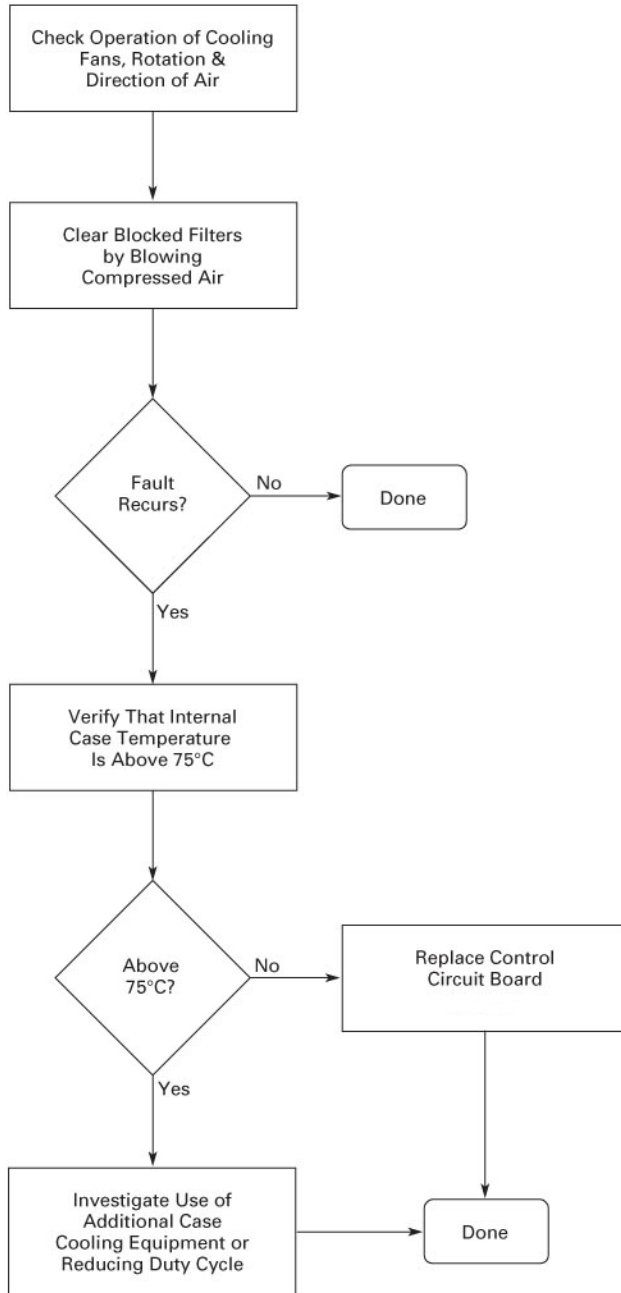 Check Operation of Cooling
Fans, Rotation &
Direction of Air
Clear Blocked Filters
by Blowing
Compressed Air
Fault
Recurs?
No
Done
Yes
Verify That Internal
Case Temperature
Is Above 75°C
Above
75°C?
No
Replace Control
Circuit Board
Yes
Investigate Use of
Additional Case
Cooling Equipment or
Reducing Duty Cycle
Done